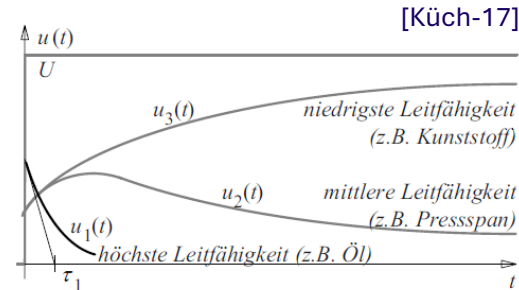 [Küch-17]
u(t)
U
u₃(t)
niedrigste Leitfähigkeit
(z.B. Kunststoff)
u₂(t)
mittlere Leitfähigkeit
(z.B. Pressspan)
u₁(t)
höchste Leitfähigkeit (z.B. Öl)
τ₁
t